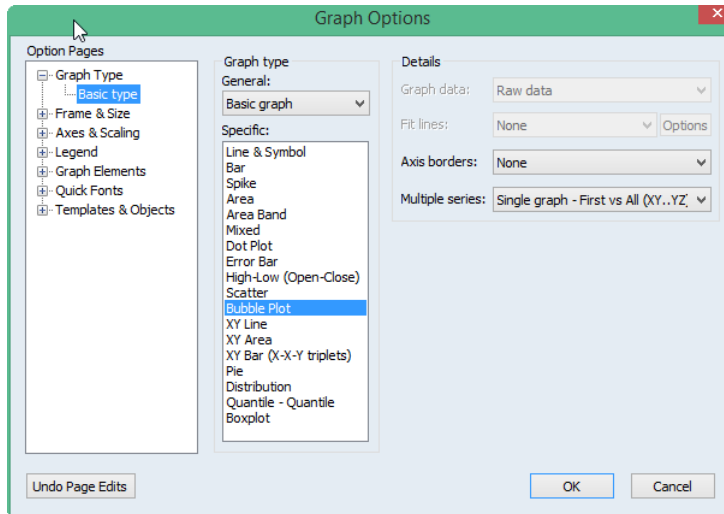 Graph Options
Option Pages
Graph Type
Basic type
Frame & Size
Axes & Scaling
Legend
Graph Elements
Quick Fonts
Templates & Objects
Graph type
General:
Basic graph
Specific:
Line & Symbol
Bar
Spike
Area
Area Band
Mixed
Dot Plot
Error Bar
High-Low (Open-Close)
Scatter
Bubble Plot
XY Line
XY Area
XY Bar (X-X-Y triplets)
Pie
Distribution
Quantile - Quantile
Boxplot
Details
Graph data: Raw data
Fit lines: None Options
Axis borders: None
Multiple series: Single graph - First vs All (XY..YZ)
Undo Page Edits
OK Cancel